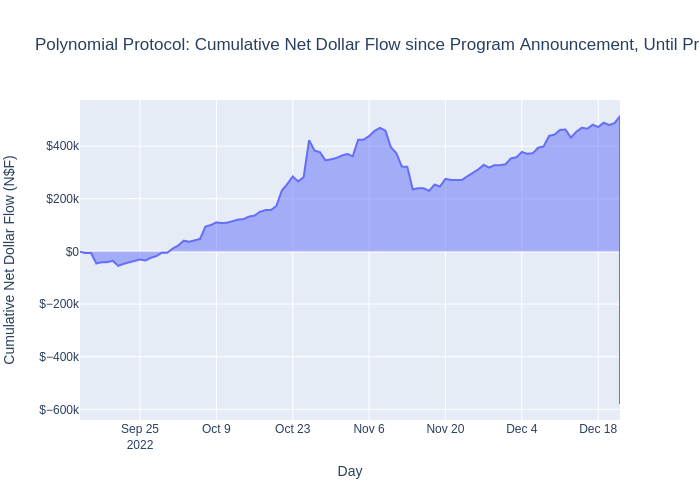 Polynomial Protocol: Cumulative Net Dollar Flow since Program Announcement, Until Pr
Cumulative Net Dollar Flow (N$F)
$400k
$200k
$0
$−200k
$−400k
$−600k
Sep 25
2022
Oct 9
Oct 23
Nov 6
Nov 20
Dec 4
Dec 18
Day